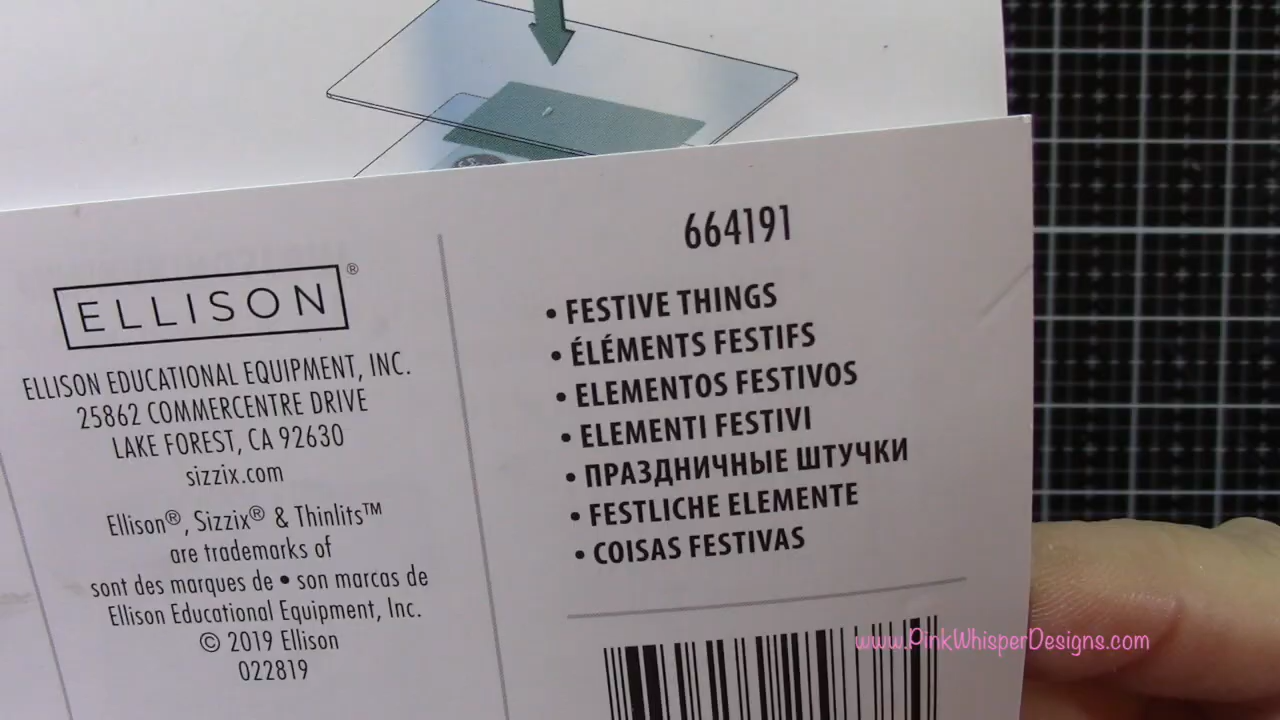 ELLISON®
ELLISON EDUCATIONAL EQUIPMENT, INC.
25862 COMMERCENTRE DRIVE
LAKE FOREST, CA 92630
sizzix.com
Ellison®, Sizzix® & Thinlits™
are trademarks of
sont des marques de • son marcas de
Ellison Educational Equipment, Inc.
© 2019 Ellison
022819
664191
• FESTIVE THINGS
• ÉLÉMENTS FESTIFS
• ELEMENTOS FESTIVOS
• ELEMENTI FESTIVI
• ПРАЗДНИЧНЫЕ ШТУЧКИ
• FESTLICHE ELEMENTE
• COISAS FESTIVAS
www.PinkWhisperDesigns.com